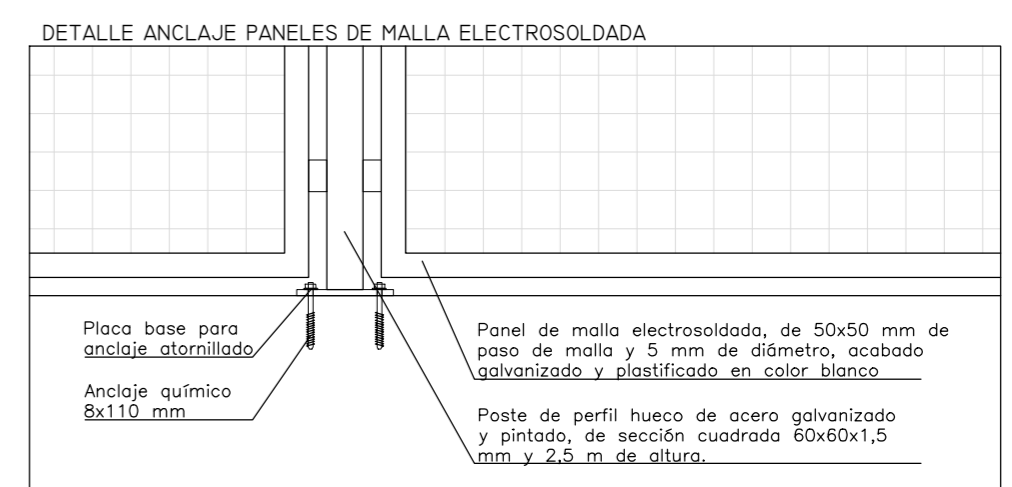 DETALLE ANCLAJE PANELES DE MALLA ELECTROSOLDADA
Placa base para
anclaje atornillado
Anclaje químico
8x110 mm
Panel de malla electrosoldada, de 50x50 mm de
paso de malla y 5 mm de diámetro, acabado
galvanizado y plastificado en color blanco
Poste de perfil hueco de acero galvanizado
y pintado, de sección cuadrada 60x60x1,5
mm y 2,5 m de altura.